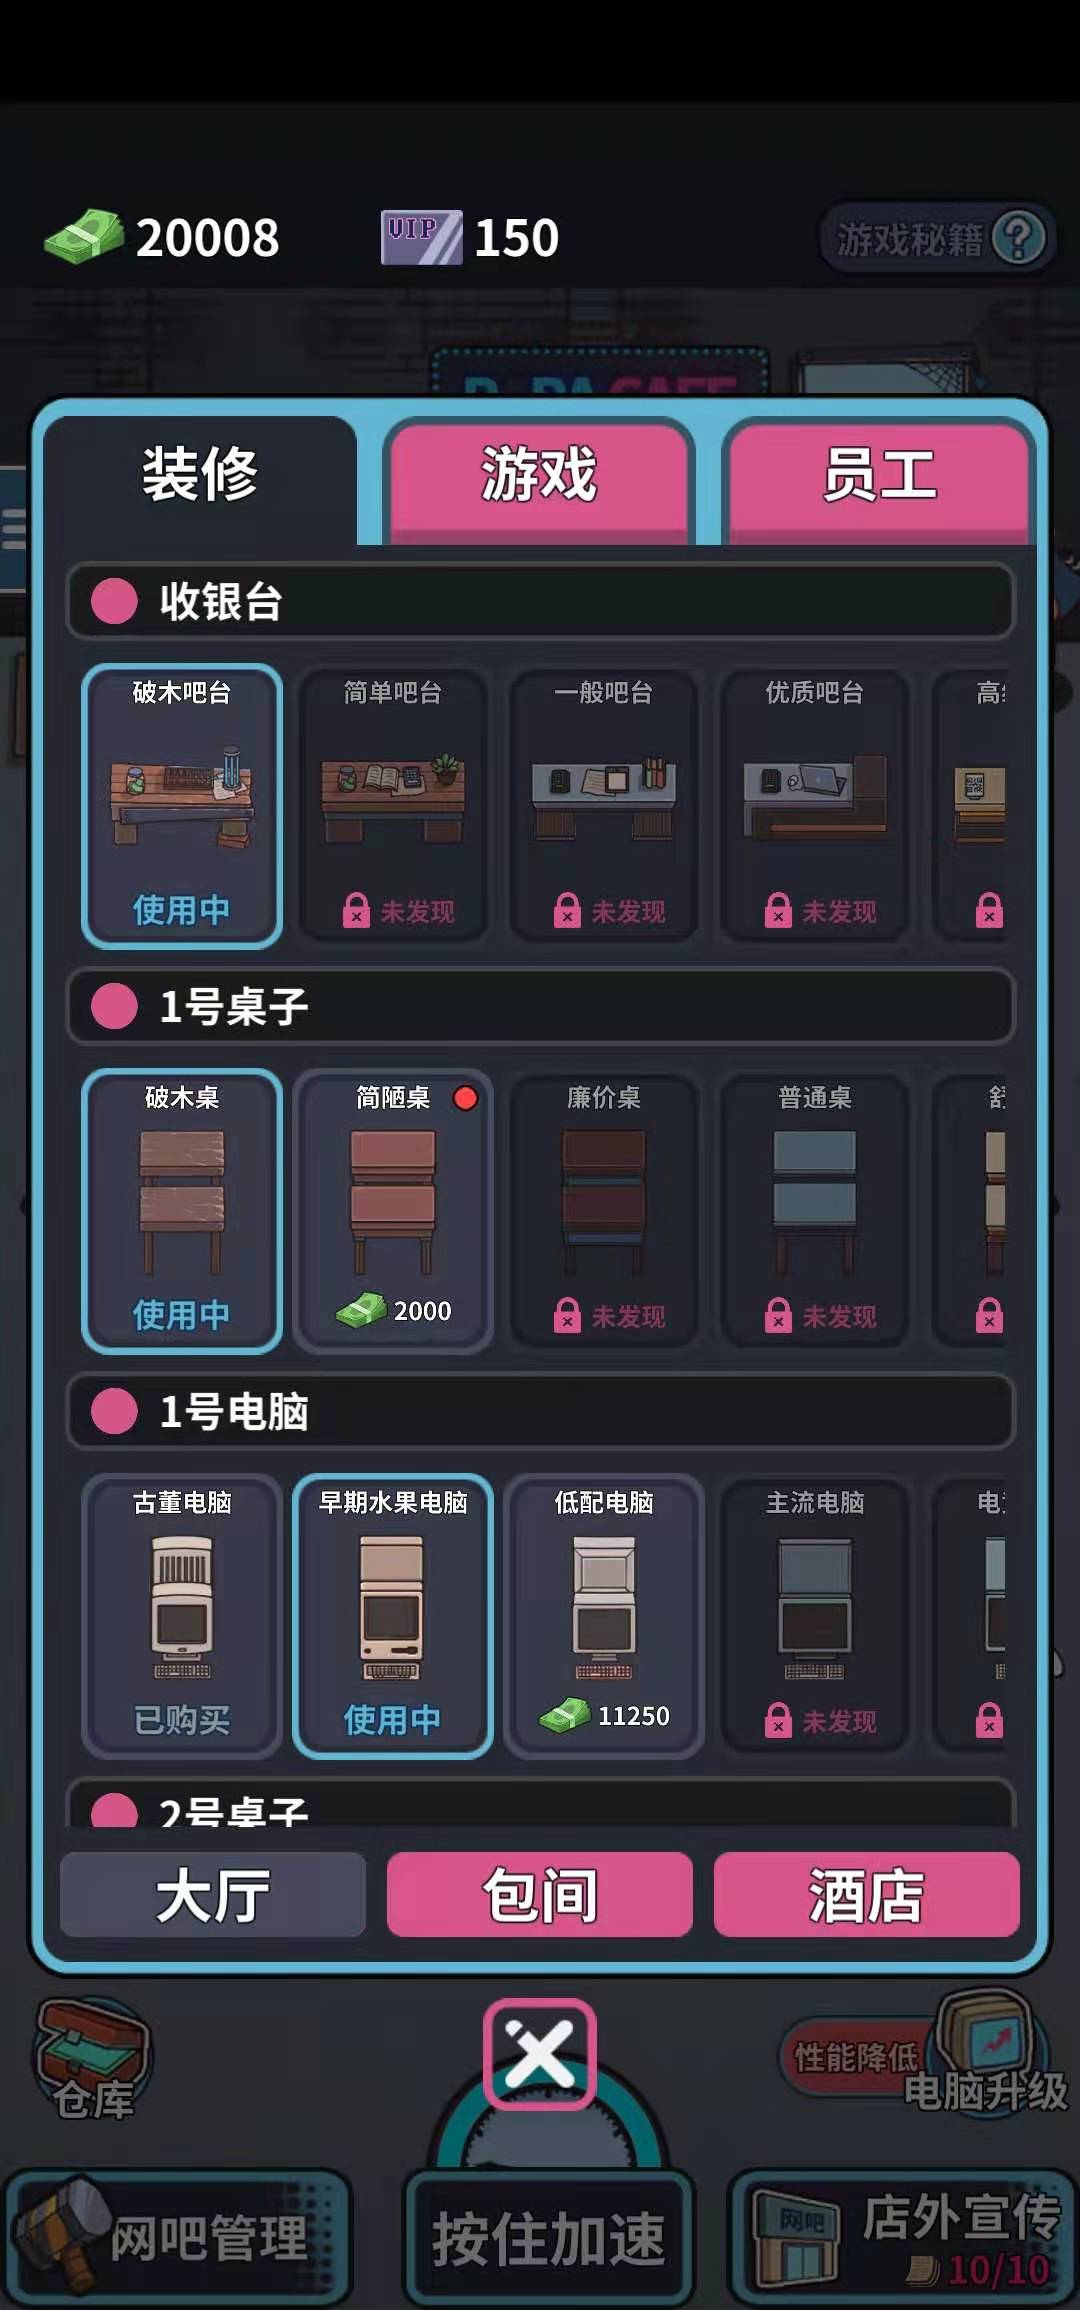 20008
VIP 150
游戏秘籍 ?
装修
游戏
员工
收银台
破木吧台
简单吧台
一般吧台
优质吧台
使用中
未发现
未发现
未发现
1号桌子
破木桌
简陋桌
廉价桌
普通桌
使用中
2000
未发现
未发现
1号电脑
古董电脑
早期水果电脑
低配电脑
主流电脑
已购买
使用中
11250
未发现
2号桌子
大厅
包间
酒店
仓库
性能降低
电脑升级
网吧管理
按住加速
网吧
店外宣传
10/10